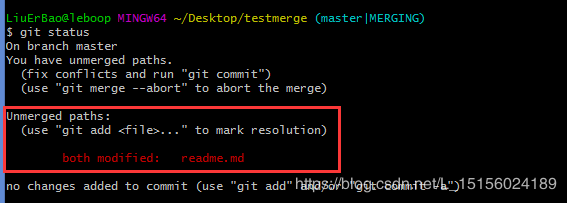 LiuErBao@leboop MINGW64 ~/Desktop/testmerge (master|MERGING)
$ git status
On branch master
You have unmerged paths.
  (fix conflicts and run "git commit")
  (use "git merge --abort" to abort the merge)
Unmerged paths:
  (use "git add <file>..." to mark resolution)
        both modified:   readme.md
no changes added to commit (use "git add" and/or "git commit -a")
https://blog.csdn.net/L_15156024189